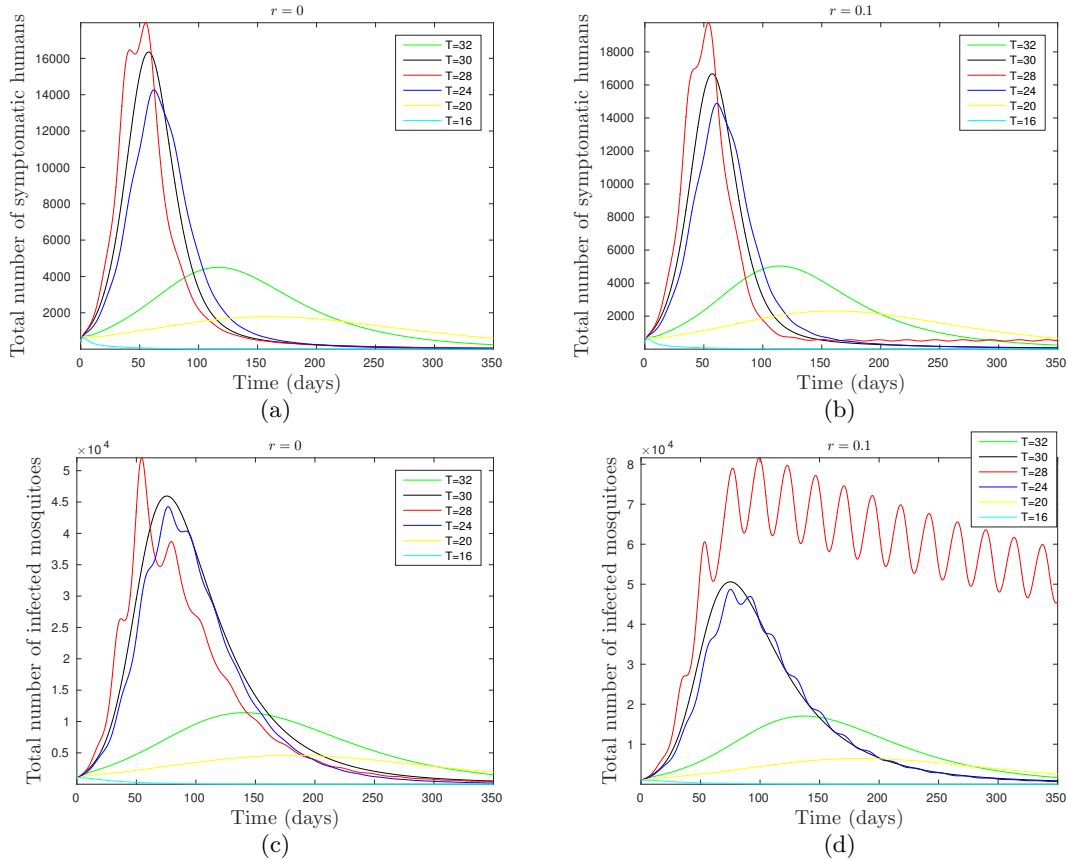 r = 0
Total number of symptomatic humans
16000
14000
12000
10000
8000
6000
4000
2000
T=32
T=30
T=28
T=24
T=20
T=16
0 50 100 150 200 250 300 350
Time (days)
(a)
r = 0.1
Total number of symptomatic humans
18000
16000
14000
12000
10000
8000
6000
4000
2000
T=32
T=30
T=28
T=24
T=20
T=16
0 50 100 150 200 250 300 350
Time (days)
(b)
r = 0
×10⁴
Total number of infected mosquitoes
5
4.5
4
3.5
3
2.5
2
1.5
1
0.5
T=32
T=30
T=28
T=24
T=20
T=16
0 50 100 150 200 250 300 350
Time (days)
(c)
r = 0.1
×10⁴
Total number of infected mosquitoes
8
7
6
5
4
3
2
1
T=32
T=30
T=28
T=24
T=20
T=16
0 50 100 150 200 250 300 350
Time (days)
(d)